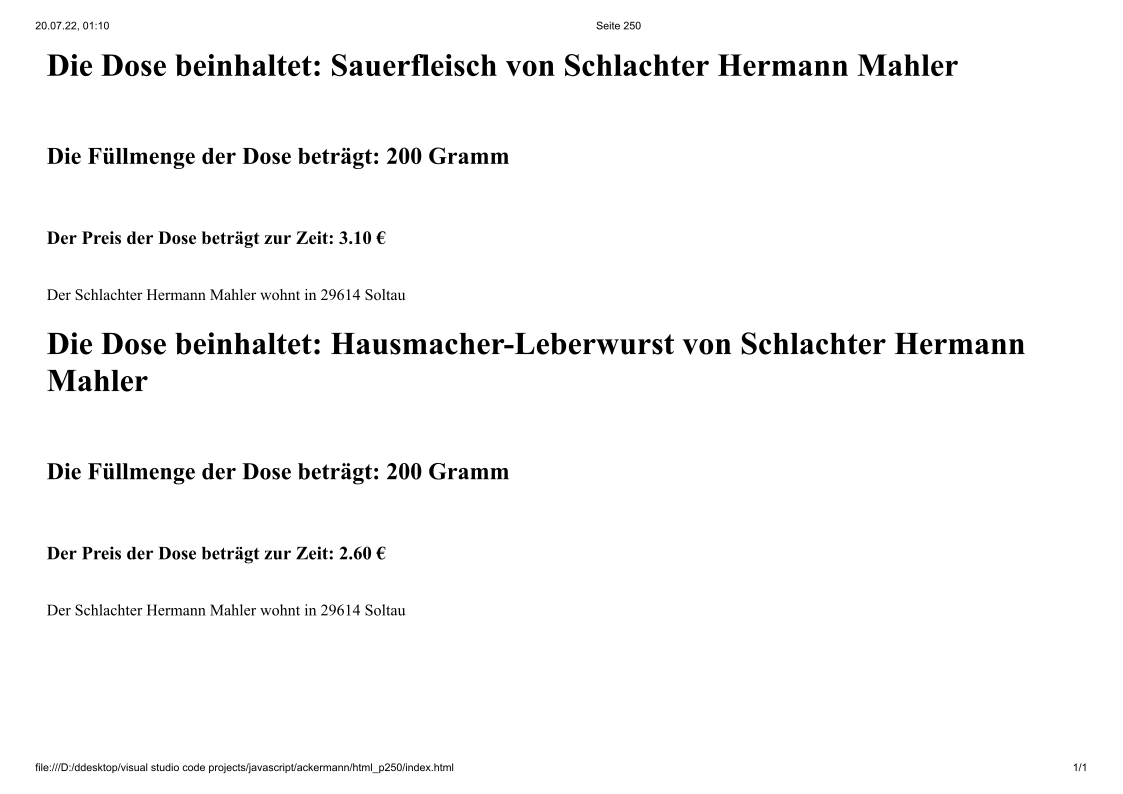 20.07.22, 01:10 Seite 250
Die Dose beinhaltet: Sauerfleisch von Schlachter Hermann Mahler
Die Füllmenge der Dose beträgt: 200 Gramm
Der Preis der Dose beträgt zur Zeit: 3.10 €
Der Schlachter Hermann Mahler wohnt in 29614 Soltau
Die Dose beinhaltet: Hausmacher-Leberwurst von Schlachter Hermann
Mahler
Die Füllmenge der Dose beträgt: 200 Gramm
Der Preis der Dose beträgt zur Zeit: 2.60 €
Der Schlachter Hermann Mahler wohnt in 29614 Soltau
file:///D:/ddesktop/visual studio code projects/javascript/ackermann/html_p250/index.html 1/1